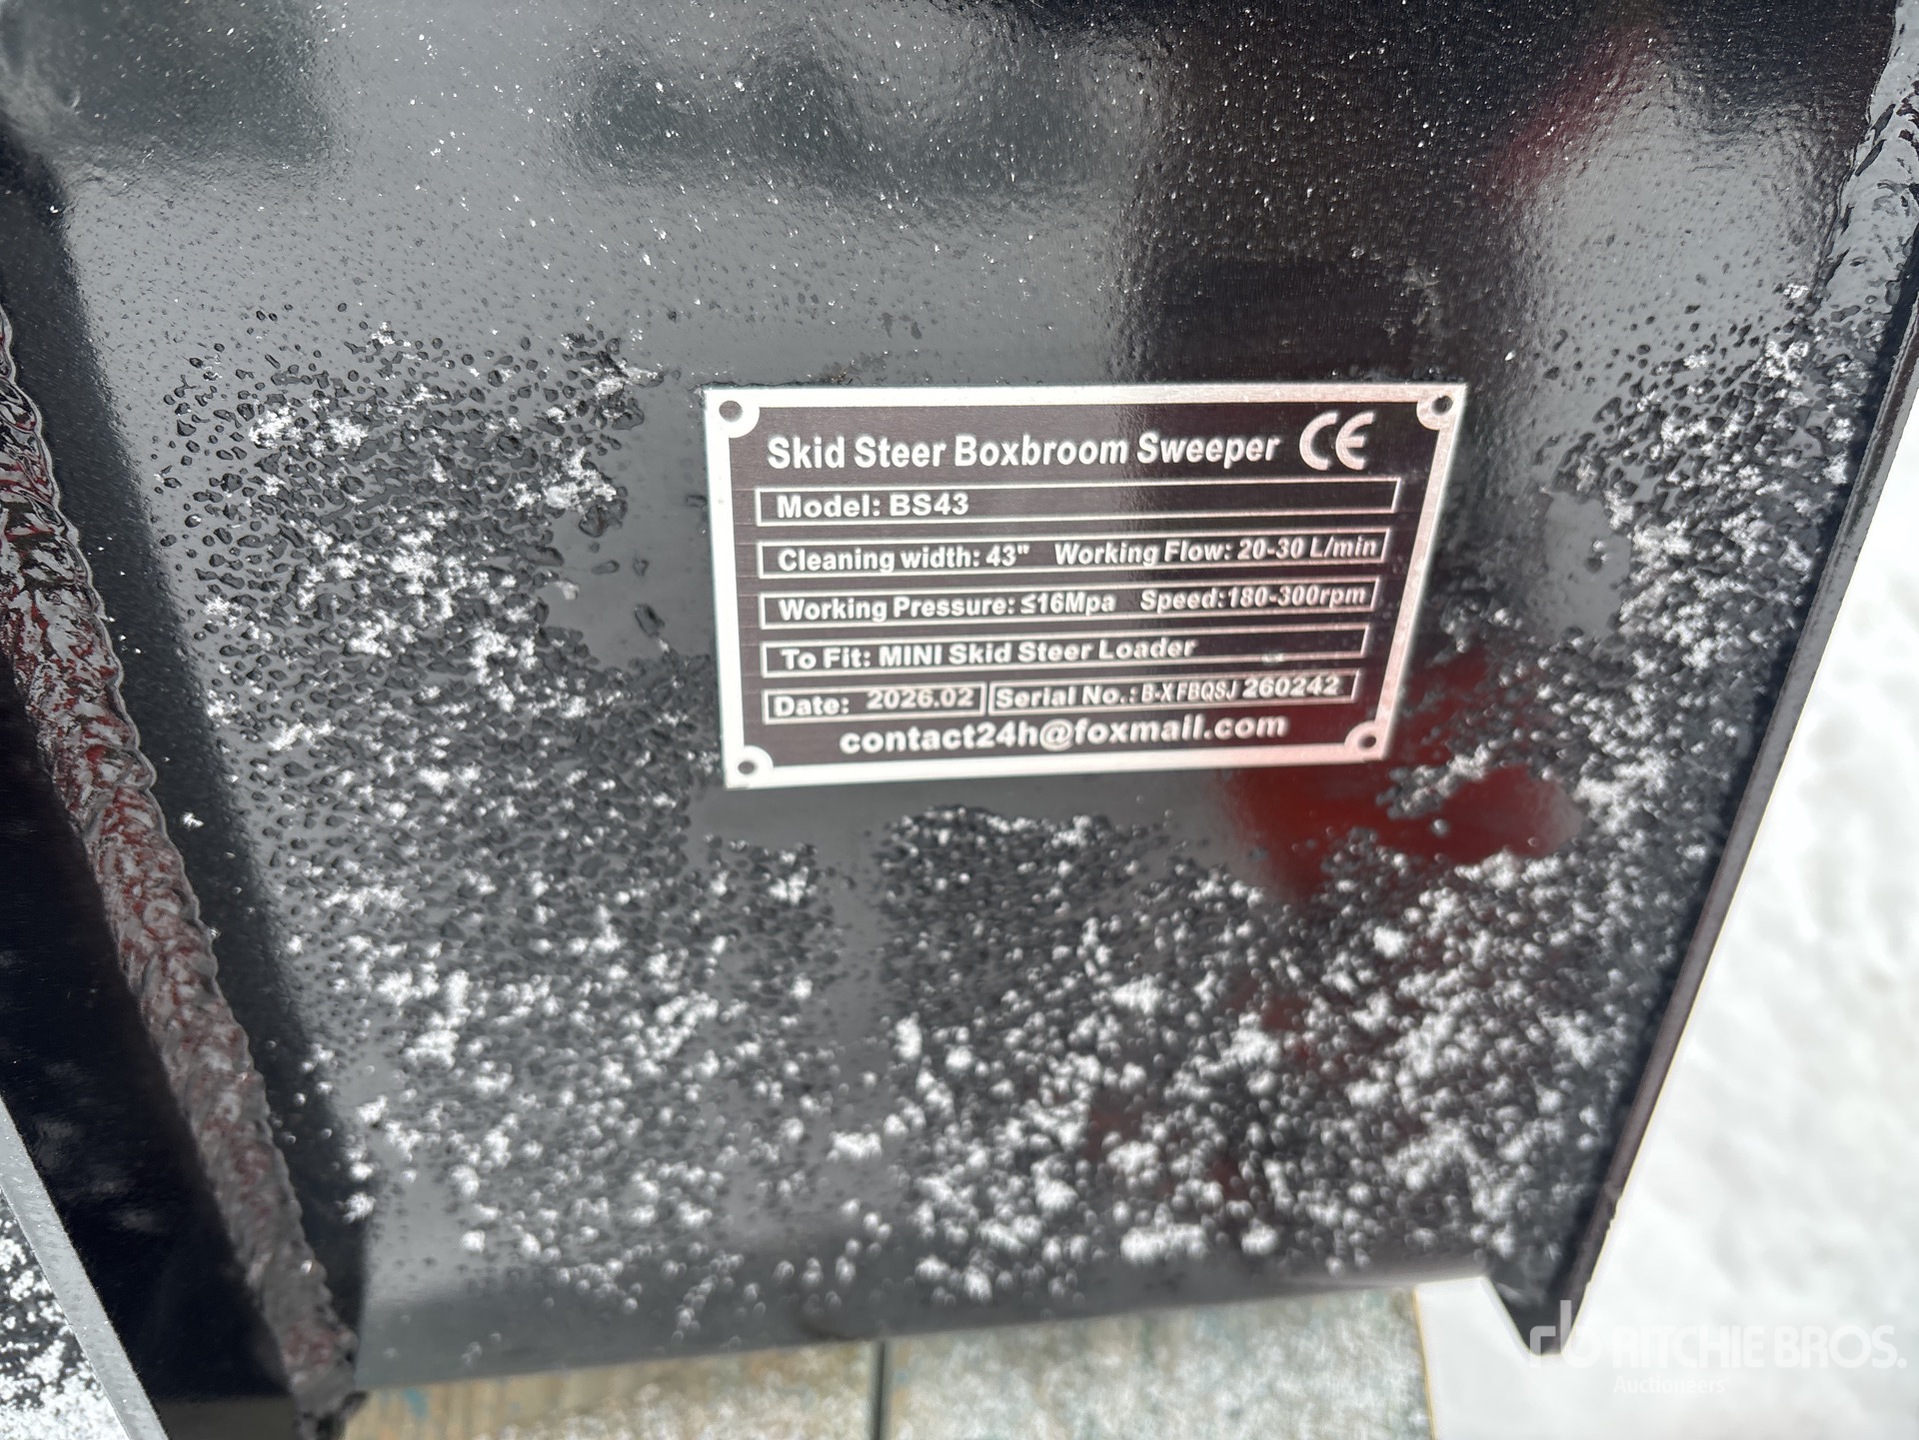 Skid Steer Boxbroom Sweeper CE
Model: BS43
Cleaning width: 43" Working Flow: 20-30 L/min
Working Pressure: ≤16Mpa Speed:180-300rpm
To Fit: MINI Skid Steer Loader
Date: 2026.02 Serial No.: B-XFBQSJ 260242
contact24h@foxmail.com
rb RITCHIE BROS.
Auctioneers